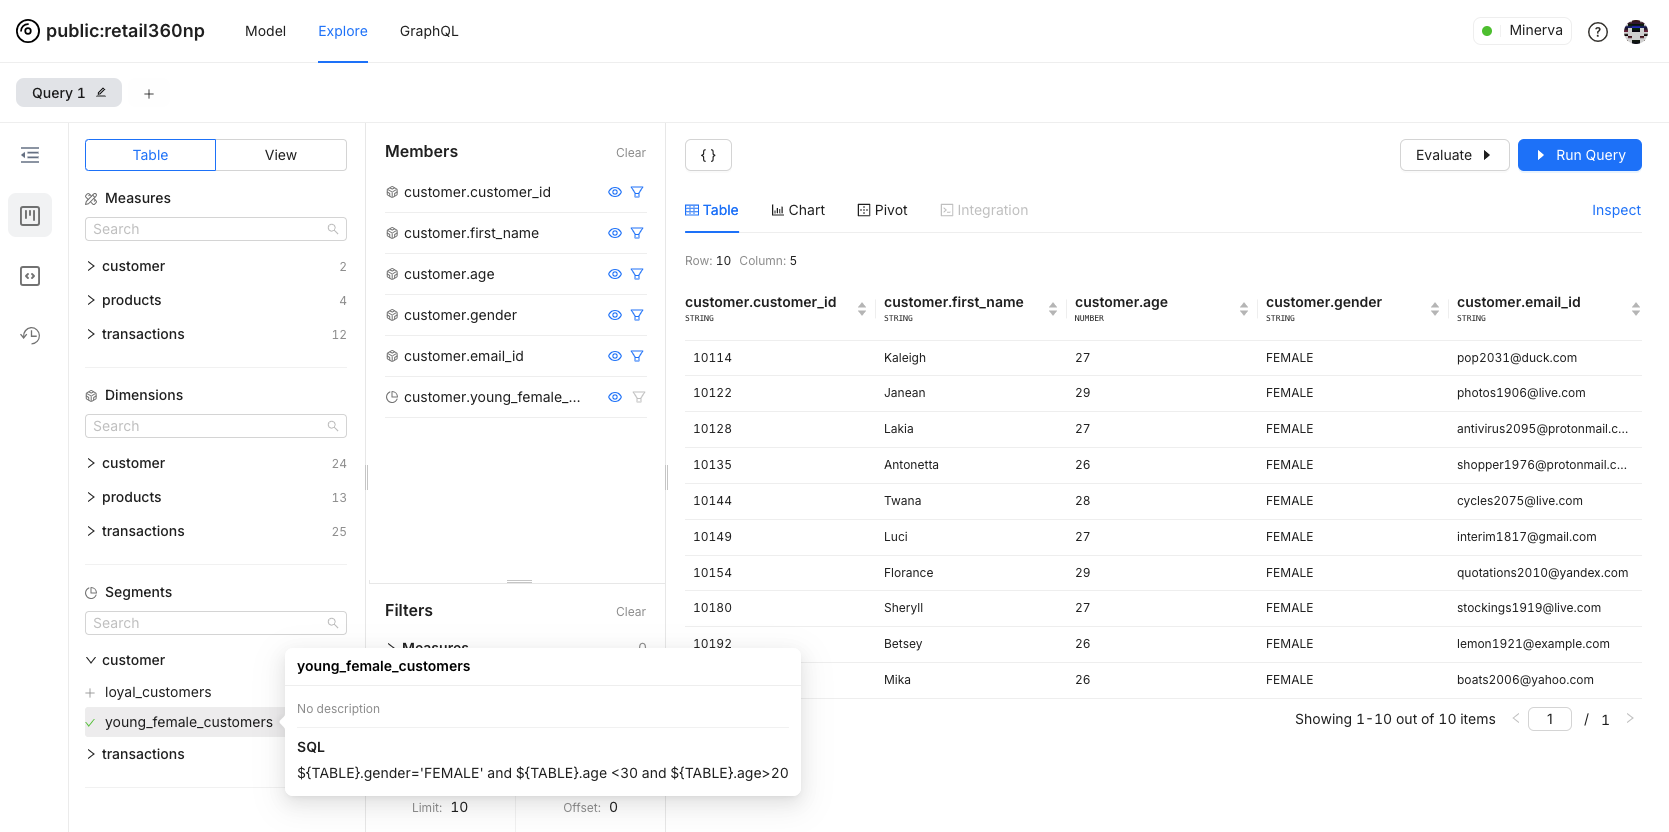 public:retail360np
Model
Explore
GraphQL
Minerva
Query 1
Table
View
Measures
Search
customer 2
products 4
transactions 12
Dimensions
Search
customer 24
products 13
transactions 25
Segments
Search
customer
loyal_customers
young_female_customers
transactions
Members
Clear
customer.customer_id
customer.first_name
customer.age
customer.gender
customer.email_id
customer.young_female_...
Filters
Clear
Measures 0
young_female_customers
No description
SQL
${TABLE}.gender='FEMALE' and ${TABLE}.age <30 and ${TABLE}.age>20
Limit: 10
Offset: 0
{ }
Evaluate
Run Query
Table
Chart
Pivot
Integration
Inspect
Row: 10 Column: 5
customer.customer_id customer.first_name customer.age customer.gender customer.email_id
STRING STRING NUMBER STRING STRING
10114 Kaleigh 27 FEMALE pop2031@duck.com
10122 Janean 29 FEMALE photos1906@live.com
10128 Lakia 27 FEMALE antivirus2095@protonmail.c...
10135 Antonetta 26 FEMALE shopper1976@protonmail.c...
10144 Twana 28 FEMALE cycles2075@live.com
10149 Luci 27 FEMALE interim1817@gmail.com
10154 Florance 29 FEMALE quotations2010@yandex.com
10180 Sheryll 27 FEMALE stockings1919@live.com
10192 Betsey 26 FEMALE lemon1921@example.com
Mika 26 FEMALE boats2006@yahoo.com
Showing 1-10 out of 10 items
1 / 1